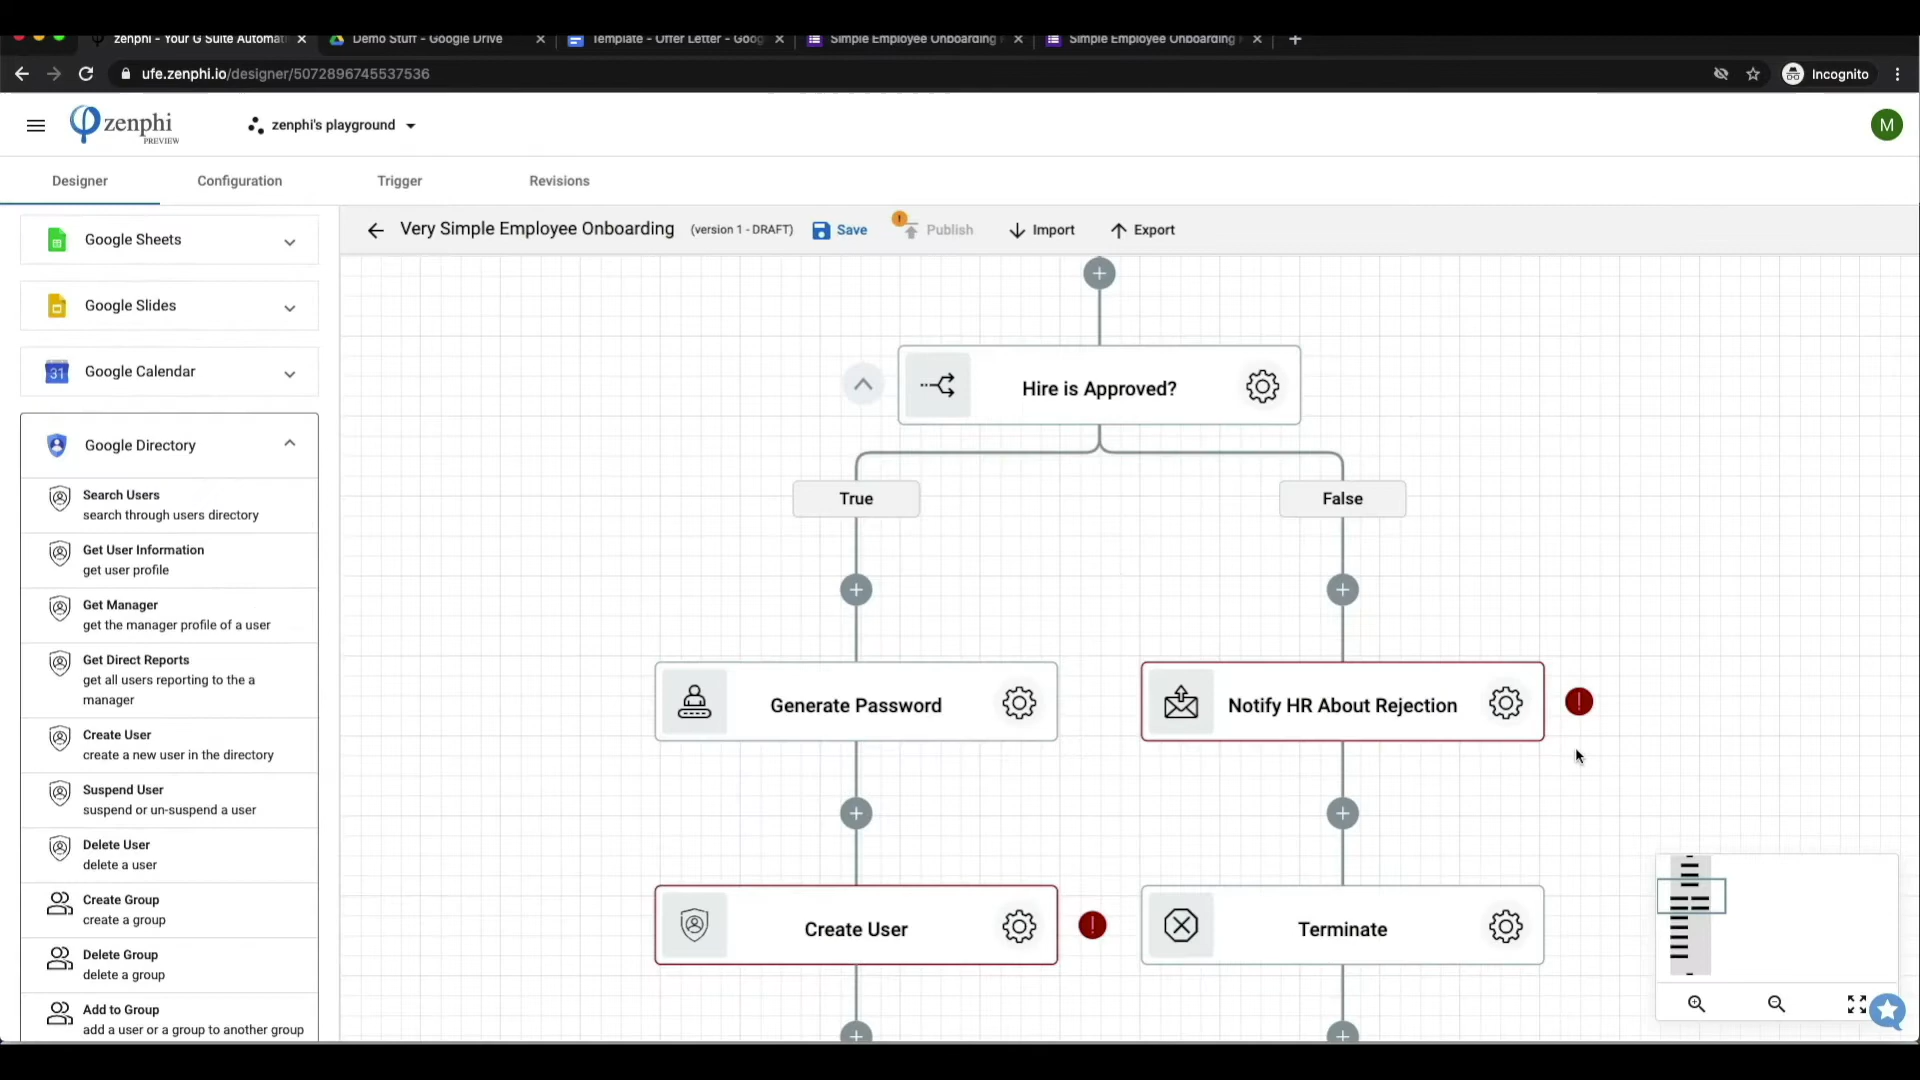 zenphi - Your G Suite Automati
Demo Stuff - Google Drive
Template - Offer Letter - Goog
Simple Employee Onboarding
Simple Employee Onboarding
ufe.zenphi.io/designer/5072896745537536
Incognito
zenphi
PREVIEW
zenphi's playground
M
Designer
Configuration
Trigger
Revisions
Very Simple Employee Onboarding
(version 1 - DRAFT)
Save
Publish
Import
Export
Google Sheets
Google Slides
31
Google Calendar
Google Directory
Search Users
search through users directory
Get User Information
get user profile
Get Manager
get the manager profile of a user
Get Direct Reports
get all users reporting to the a
manager
Create User
create a new user in the directory
Suspend User
suspend or un-suspend a user
Delete User
delete a user
Create Group
create a group
Delete Group
delete a group
Add to Group
add a user or a group to another group
Hire is Approved?
True
False
Generate Password
Notify HR About Rejection
Create User
Terminate